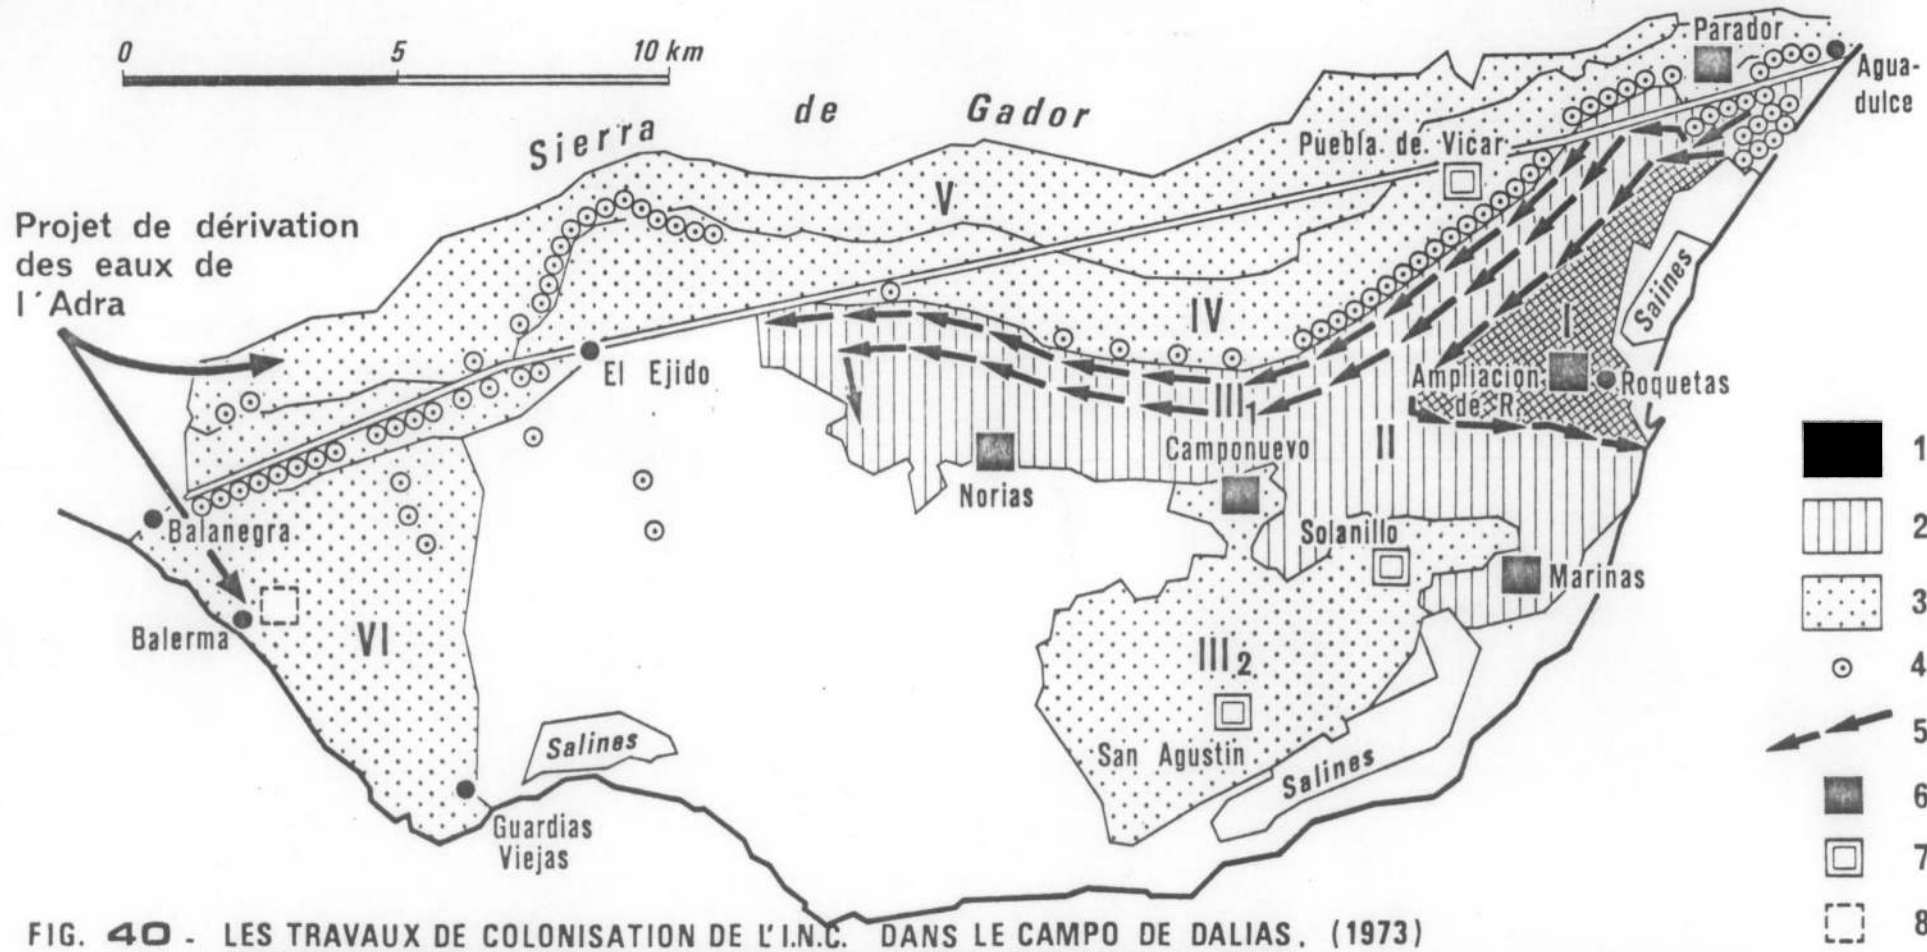 0 5 10 km
Parador
Agua-
dulce
Sierra de Gador
Puebla. de. Vicar
Projet de dérivation
des eaux de
l'Adra
V
Salines
IV
I
El Ejido
Ampliacion
de R.
Roquetas
III1
II
Camponuevo
Norias
Balanegra
Solanillo
Marinas
Balerma
VI
III2
San Agustin
Salines
Salines
Guardias
Viejas
1
2
3
4
5
6
7
8
FIG. 40 - LES TRAVAUX DE COLONISATION DE L'I.N.C. DANS LE CAMPO DE DALIAS. (1973)